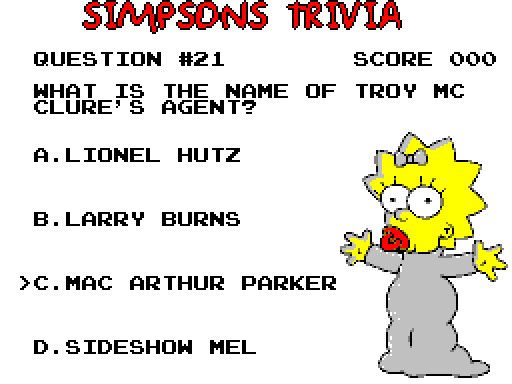 SIMPSONS TRIVIA
QUESTION #21 SCORE 000
WHAT IS THE NAME OF TROY MC
CLURE'S AGENT?
A.LIONEL HUTZ
B.LARRY BURNS
>C.MAC ARTHUR PARKER
D.SIDESHOW MEL